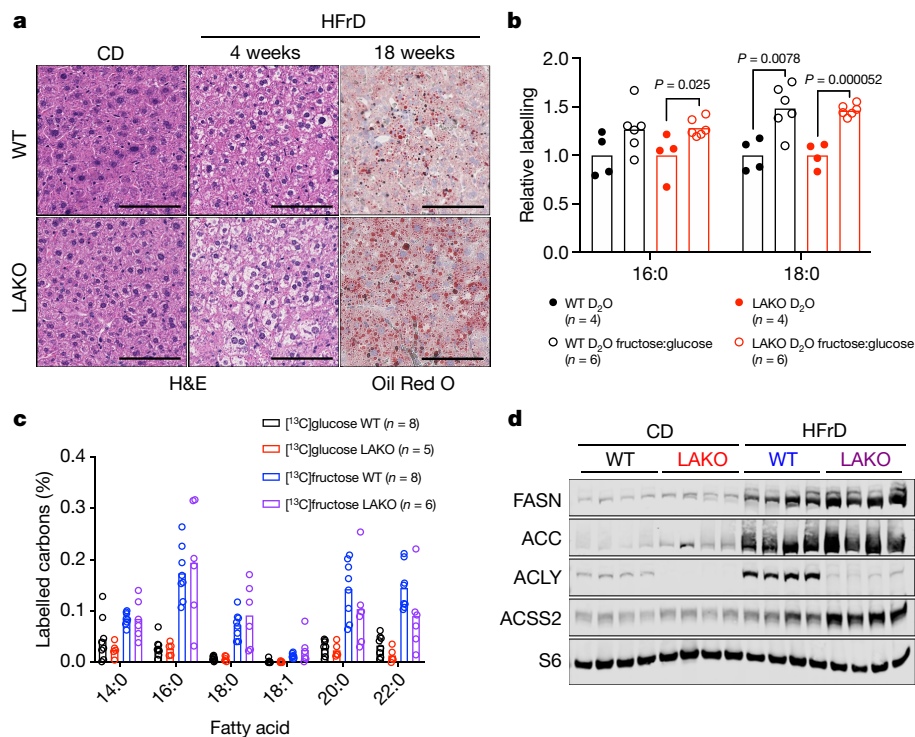 a
HFrD
CD
4 weeks
18 weeks
WT
LAKO
H&E
Oil Red O
b
Relative labelling
2.0
1.5
1.0
0.5
0.0
P = 0.0078
P = 0.025
P = 0.000052
16:0
18:0
WT D₂O
(n = 4)
LAKO D₂O
(n = 4)
WT D₂O fructose:glucose
(n = 6)
LAKO D₂O fructose:glucose
(n = 6)
c
Labelled carbons (%)
0.4
0.3
0.2
0.1
0.0
[¹³C]glucose WT (n = 8)
[¹³C]glucose LAKO (n = 5)
[¹³C]fructose WT (n = 8)
[¹³C]fructose LAKO (n = 6)
14:0
16:0
18:0
18:1
20:0
22:0
Fatty acid
d
CD
HFrD
WT
LAKO
WT
LAKO
FASN
ACC
ACLY
ACSS2
S6